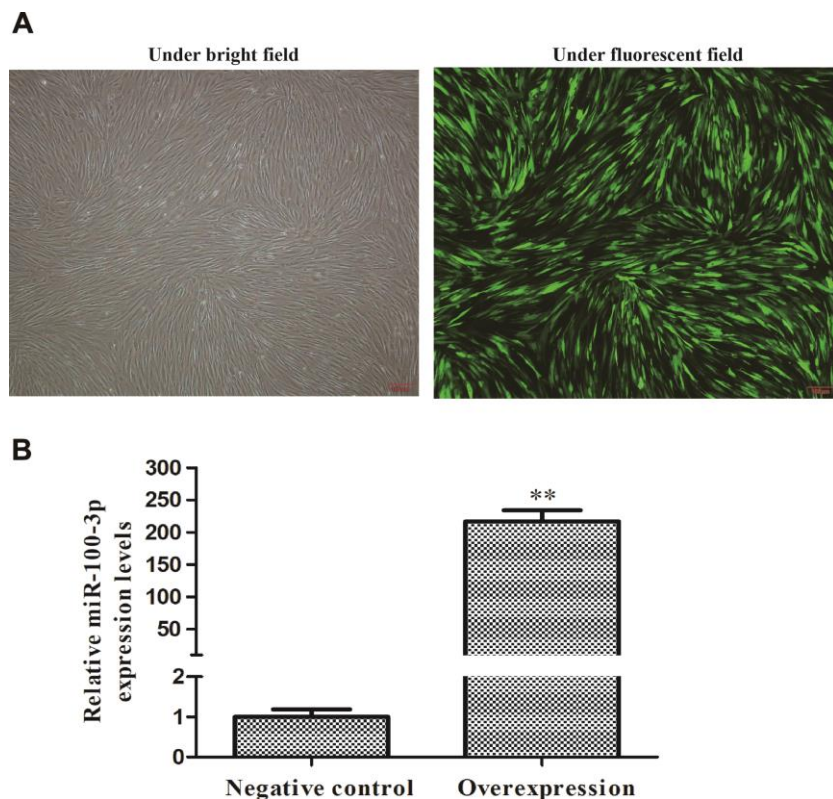 A
Under bright field
Under fluorescent field
B
Relative miR-100-3p
expression levels
300
250
200
150
100
50
2
1
0
**
Negative control
Overexpression